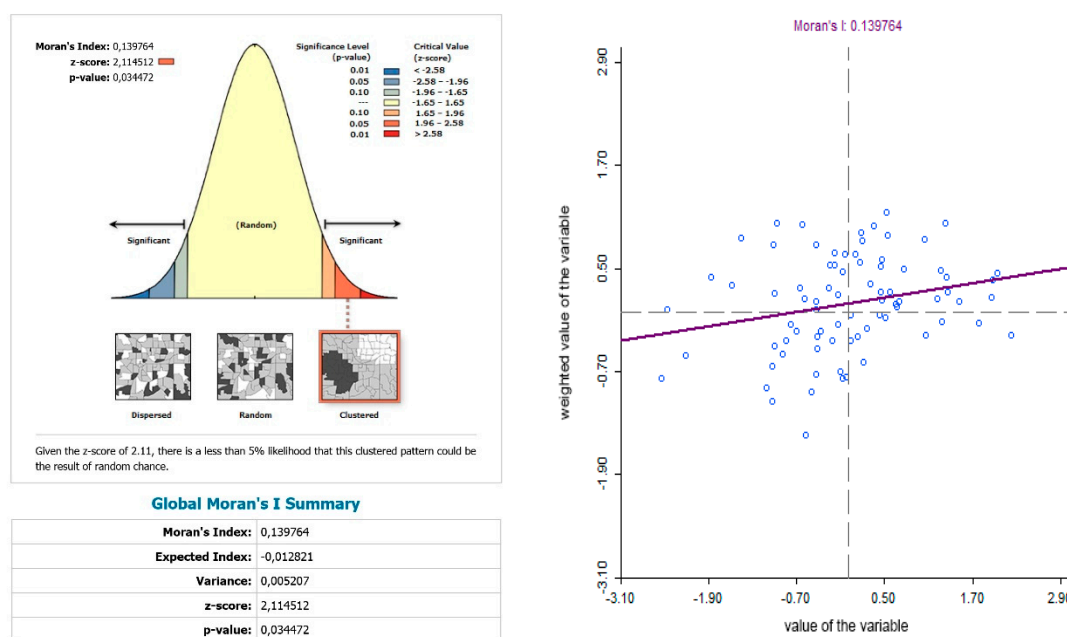 Moran's Index: 0,139764
z-score: 2,114512
p-value: 0,034472
Significance Level Critical Value
(p-value) (z-score)
0.01 < -2.58
0.05 -2.58 – -1.96
0.10 -1.96 – -1.65
--- -1.65 – 1.65
0.10 1.65 – 1.96
0.05 1.96 – 2.58
0.01 > 2.58
(Random)
Significant Significant
Dispersed Random Clustered
Given the z-score of 2.11, there is a less than 5% likelihood that this clustered pattern could be
the result of random chance.
Global Moran's I Summary
Moran's Index: 0,139764
Expected Index: -0,012821
Variance: 0,005207
z-score: 2,114512
p-value: 0,034472
Moran's I: 0.139764
weighted value of the variable
2.90
1.70
0.50
-0.70
-1.90
-3.10
-3.10 -1.90 -0.70 0.50 1.70 2.90
value of the variable